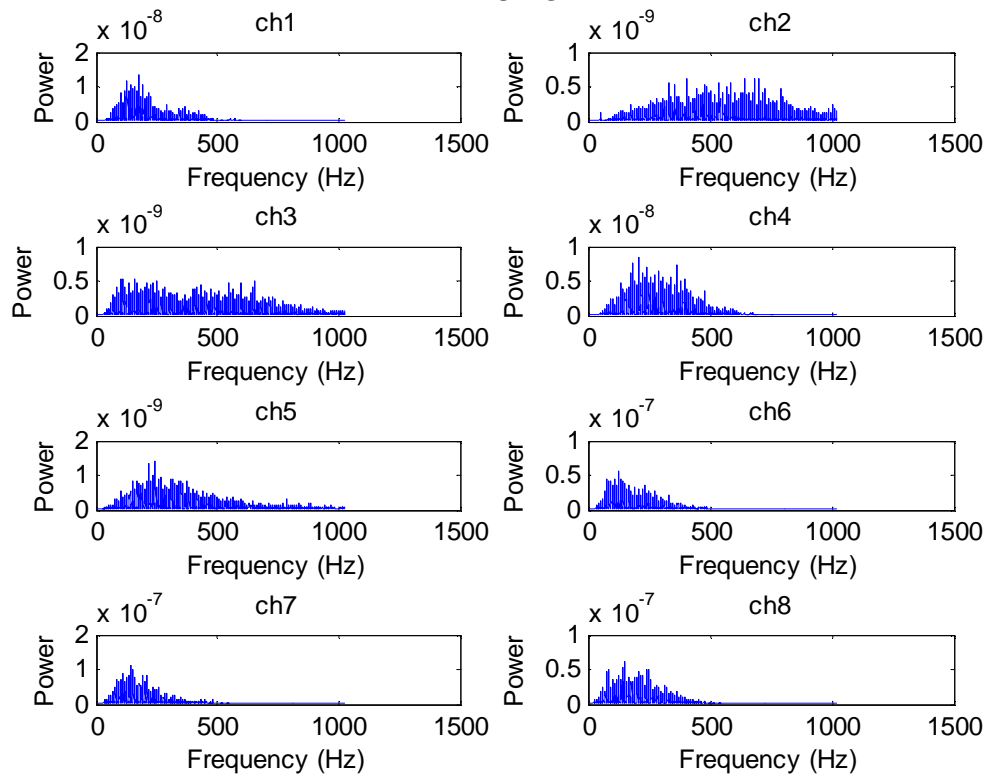 x 10^-8 ch1
2
1
0
Power
0 500 1000 1500
Frequency (Hz)
x 10^-9 ch2
1
0.5
0
Power
0 500 1000 1500
Frequency (Hz)
x 10^-9 ch3
1
0.5
0
Power
0 500 1000 1500
Frequency (Hz)
x 10^-8 ch4
1
0.5
0
Power
0 500 1000 1500
Frequency (Hz)
x 10^-9 ch5
2
1
0
Power
0 500 1000 1500
Frequency (Hz)
x 10^-7 ch6
1
0.5
0
Power
0 500 1000 1500
Frequency (Hz)
x 10^-7 ch7
2
1
0
Power
0 500 1000 1500
Frequency (Hz)
x 10^-7 ch8
1
0.5
0
Power
0 500 1000 1500
Frequency (Hz)